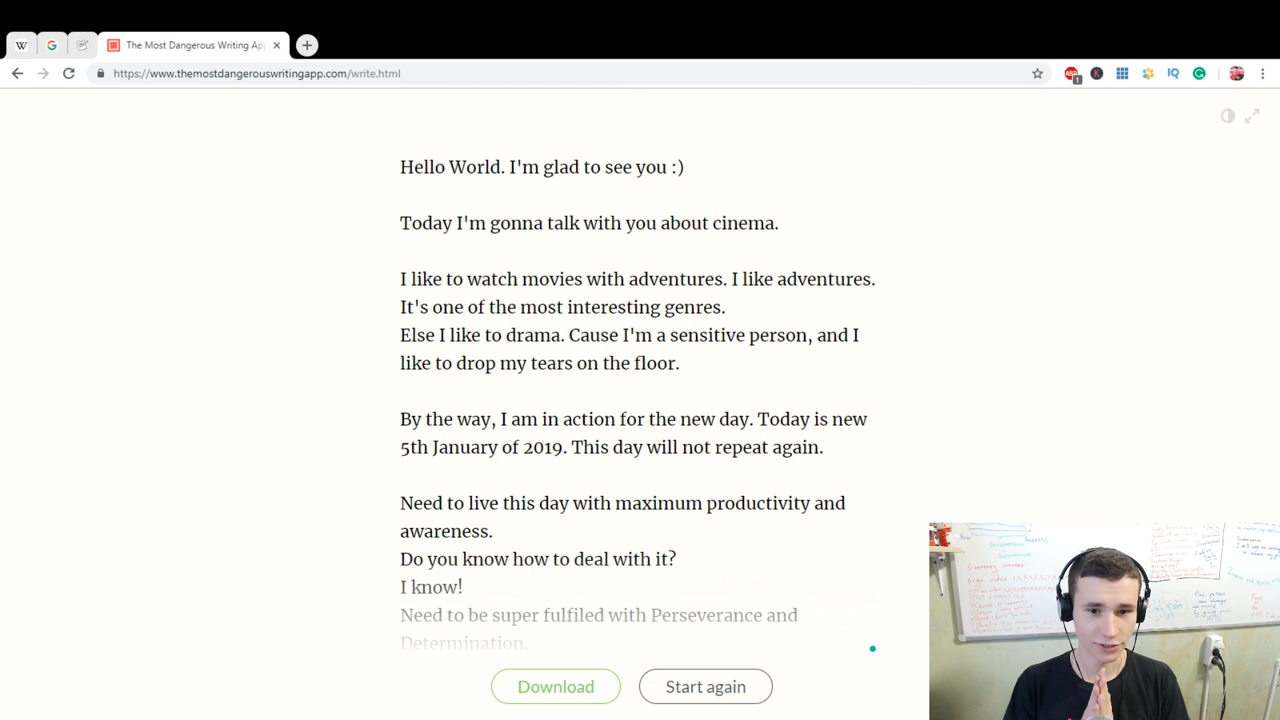 W
G
The Most Dangerous Writing Ap
https://www.themostdangerouswritingapp.com/write.html
ABP
1
K
IQ
G
Hello World. I'm glad to see you :)
Today I'm gonna talk with you about cinema.
I like to watch movies with adventures. I like adventures.
It's one of the most interesting genres.
Else I like to drama. Cause I'm a sensitive person, and I
like to drop my tears on the floor.
By the way, I am in action for the new day. Today is new
5th January of 2019. This day will not repeat again.
Need to live this day with maximum productivity and
awareness.
Do you know how to deal with it?
I know!
Need to be super fulfiled with Perseverance and
Determination.
Download
Start again